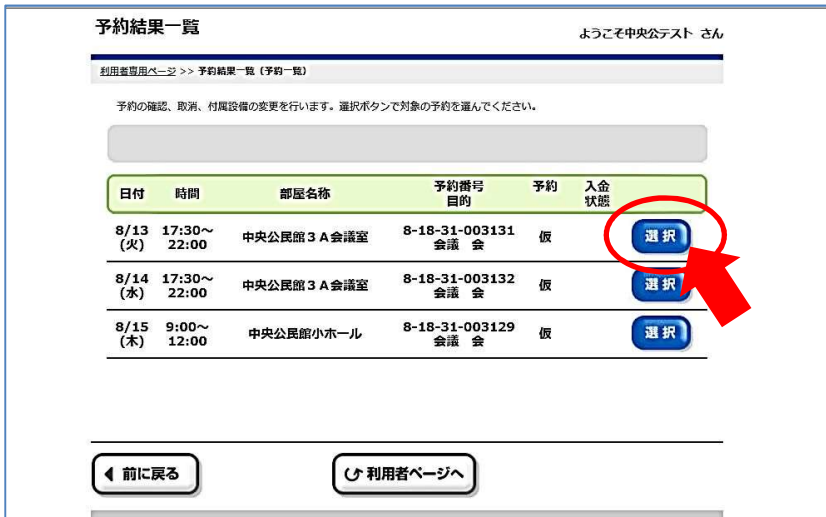 予約結果一覧
ようこそ中央公テスト さん
利用者専用ページ >> 予約結果一覧（予約一覧）
予約の確認、取消、付属設備の変更を行います。選択ボタンで対象の予約を選んでください。
日付 時間 部屋名称 予約番号 予約 入金
目的 状態
8/13 17:30～ 中央公民館３Ａ会議室 8-18-31-003131 仮 選択
(火) 22:00 会議 会
8/14 17:30～ 中央公民館３Ａ会議室 8-18-31-003132 仮 選択
(水) 22:00 会議 会
8/15 9:00～ 中央公民館小ホール 8-18-31-003129 仮 選択
(木) 12:00 会議 会
前に戻る 利用者ページへ